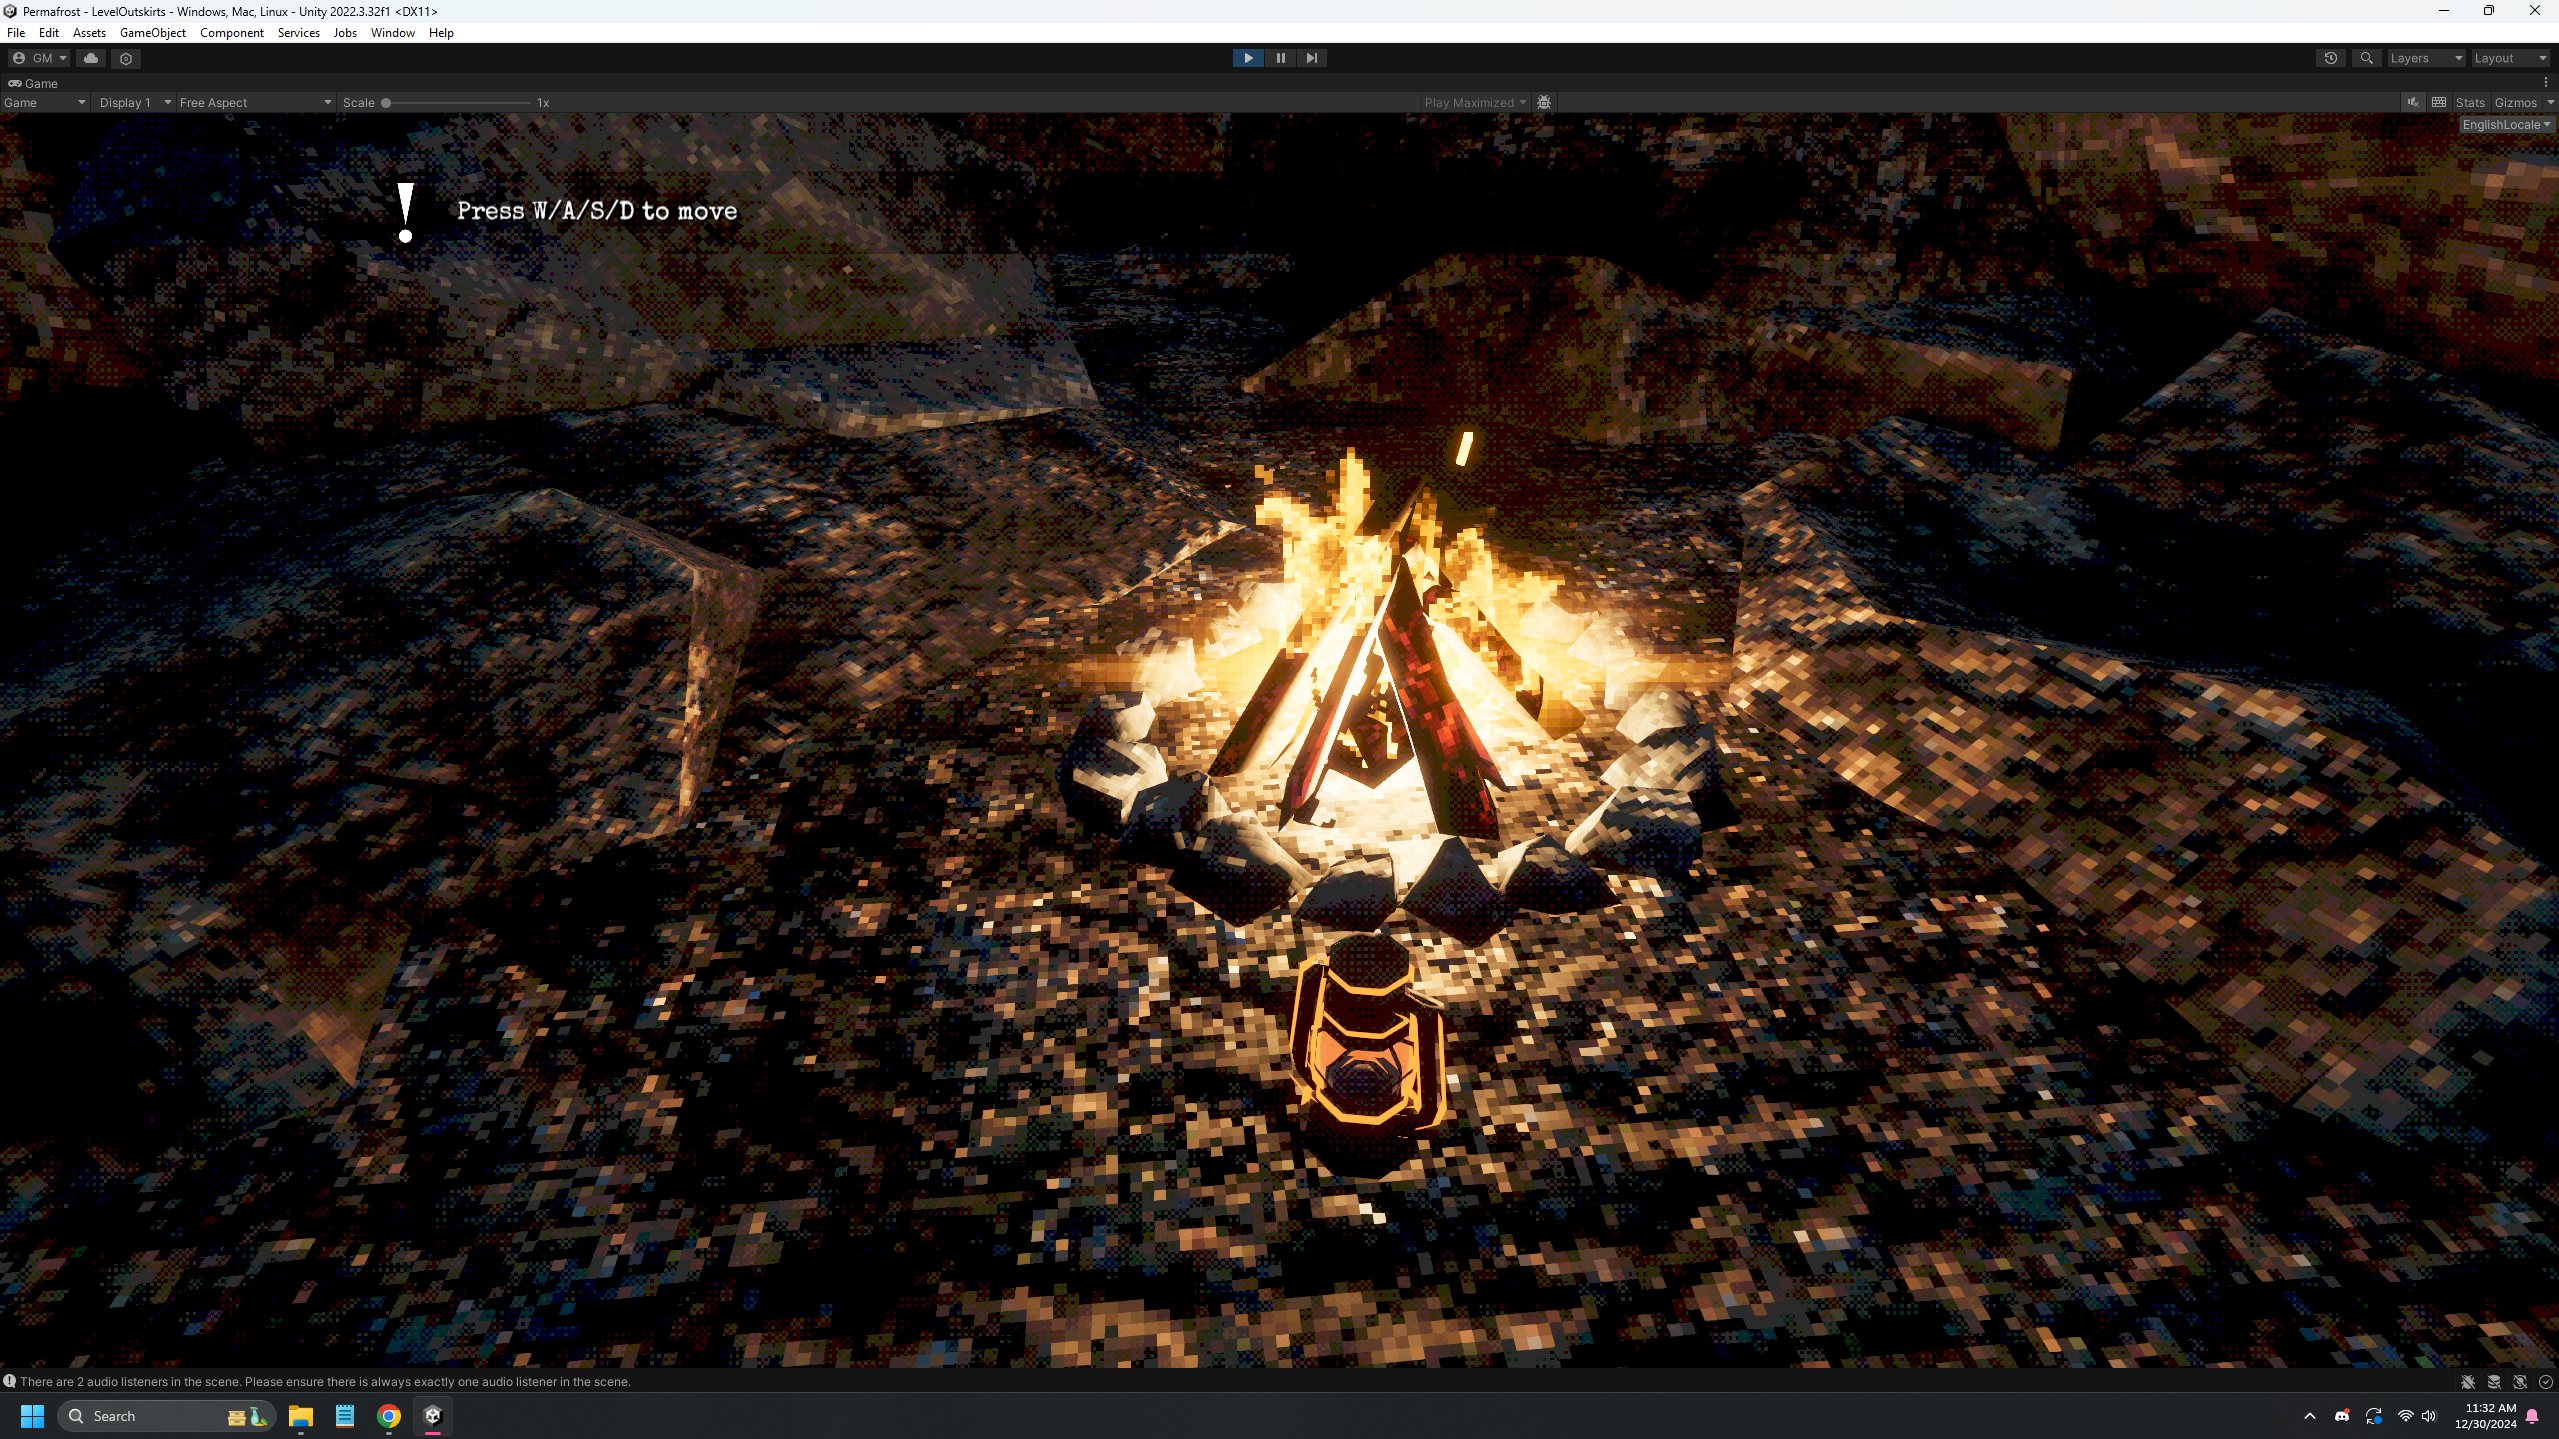 Permafrost - LevelOutskirts - Windows, Mac, Linux - Unity 2022.3.32f1 <DX11>
File Edit Assets GameObject Component Services Jobs Window Help
GM
Layers Layout
Game
Game Display 1 Free Aspect Scale 1x Play Maximized Stats Gizmos
EnglishLocale
Press W/A/S/D to move
There are 2 audio listeners in the scene. Please ensure there is always exactly one audio listener in the scene.
Search
11:32 AM
12/30/2024